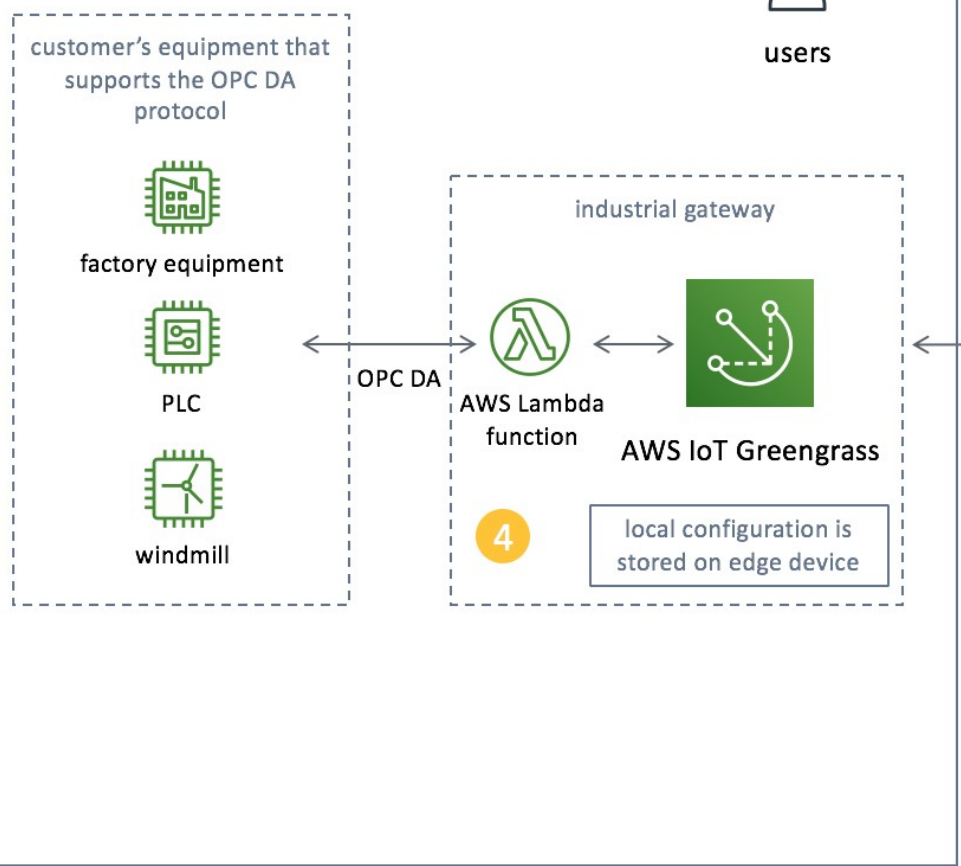 customer’s equipment that
supports the OPC DA
protocol
factory equipment
PLC
windmill
OPC DA
users
industrial gateway
AWS Lambda
function
AWS IoT Greengrass
4
local configuration is
stored on edge device